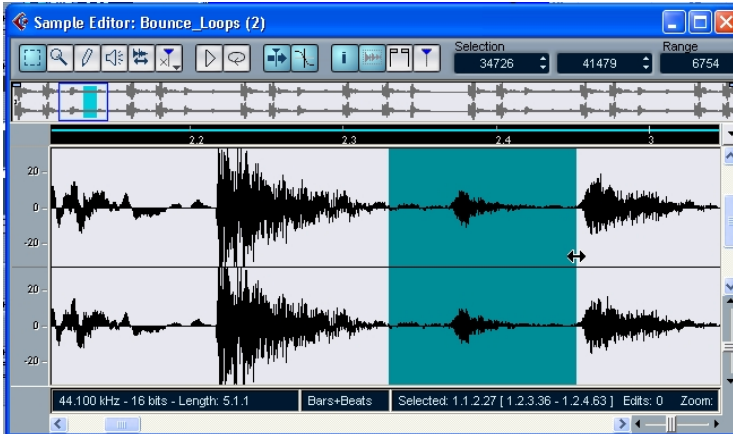 Sample Editor: Bounce_Loops (2)
Selection
Range
34726
41479
6754
2.2
2.3
2.4
3
20
0
-20
20
0
-20
44.100 kHz - 16 bits - Length: 5.1.1
Bars+Beats
Selected: 1.1.2.27 [ 1.2.3.36 - 1.2.4.63 ]
Edits: 0
Zoom: